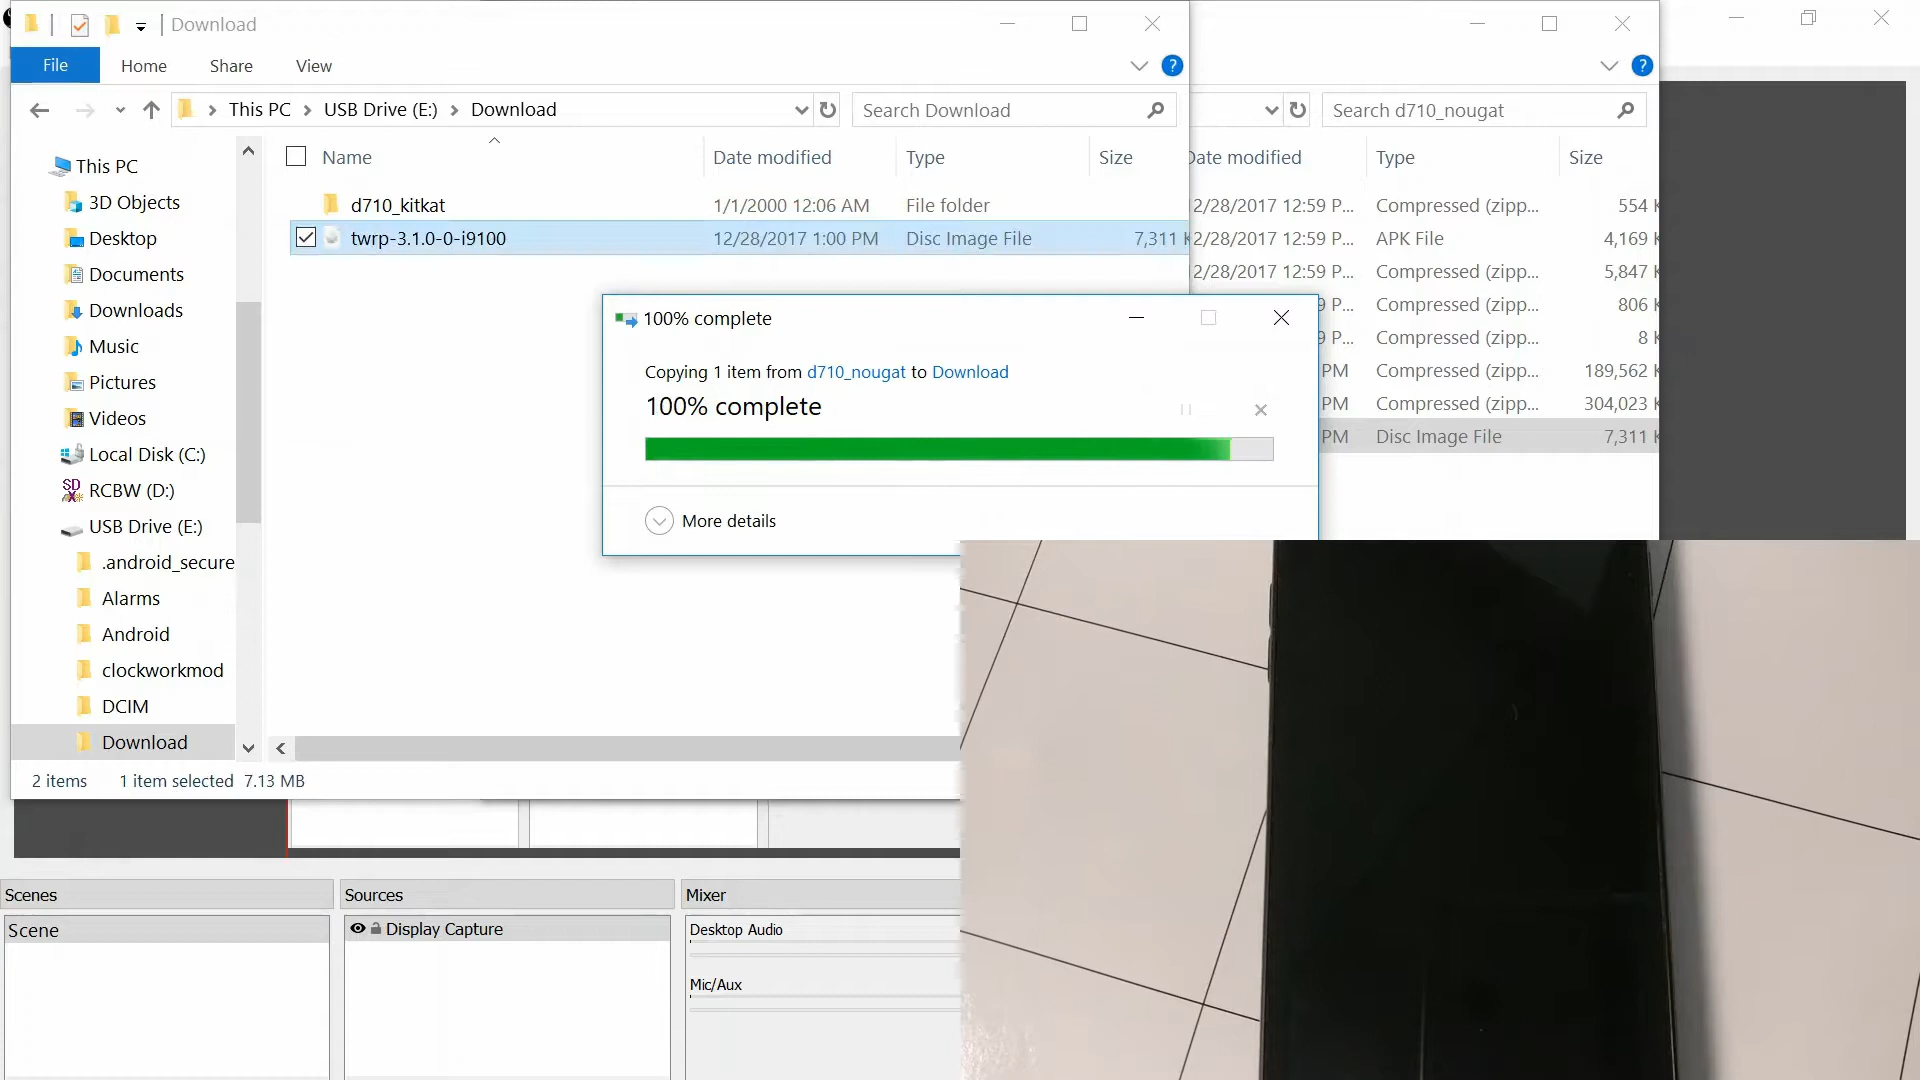 Download
File Home Share View
This PC USB Drive (E:) Download
Search Download
Search d710_nougat
Name Date modified Type Size
Date modified Type Size
d710_kitkat 1/1/2000 12:06 AM File folder
twrp-3.1.0-0-i9100 12/28/2017 1:00 PM Disc Image File 7,311 K
2/28/2017 12:59 P... Compressed (zipp... 554 K
2/28/2017 12:59 P... APK File 4,169 K
2/28/2017 12:59 P... Compressed (zipp... 5,847 K
9 P... Compressed (zipp... 806 K
9 P... Compressed (zipp... 8 K
PM Compressed (zipp... 189,562 K
PM Compressed (zipp... 304,023 K
PM Disc Image File 7,311 K
This PC
3D Objects
Desktop
Documents
Downloads
Music
Pictures
Videos
Local Disk (C:)
RCBW (D:)
USB Drive (E:)
.android_secure
Alarms
Android
clockworkmod
DCIM
Download
100% complete
Copying 1 item from d710_nougat to Download
100% complete
More details
2 items 1 item selected 7.13 MB
Scenes
Scene
Sources
Display Capture
Mixer
Desktop Audio
Mic/Aux